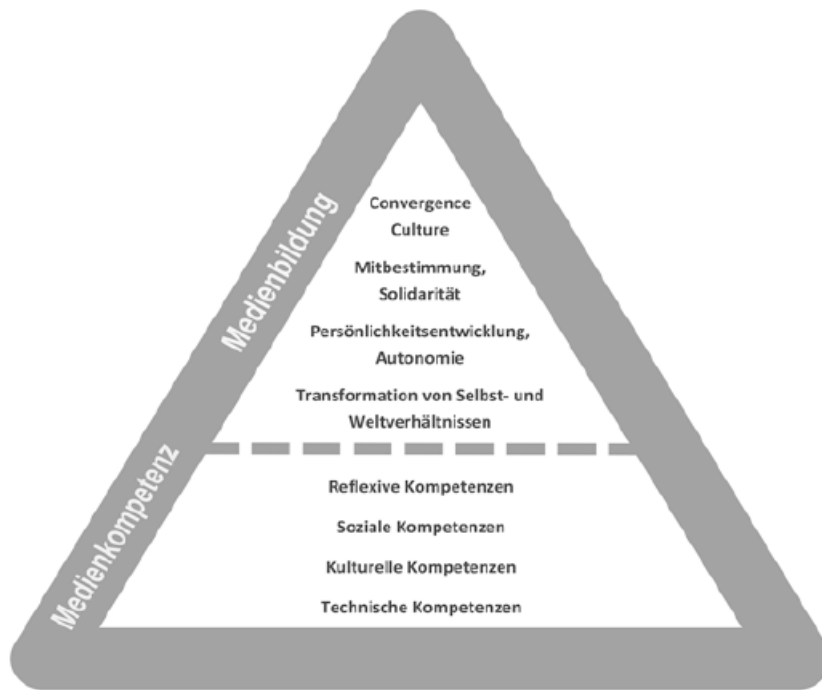 Medienbildung
Medienkompetenz
Convergence
Culture
Mitbestimmung,
Solidarität
Persönlichkeitsentwicklung,
Autonomie
Transformation von Selbst- und
Weltverhältnissen
Reflexive Kompetenzen
Soziale Kompetenzen
Kulturelle Kompetenzen
Technische Kompetenzen